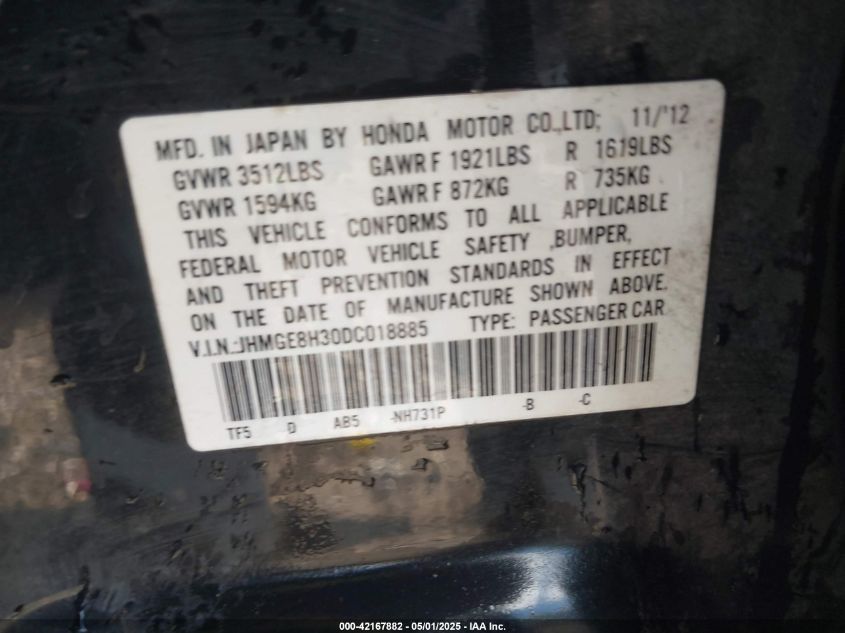 MFD. IN JAPAN BY HONDA MOTOR CO.,LTD; 11/'12
GVWR 3512LBS GAWR F 1921LBS R 1619LBS
GVWR 1594KG GAWR F 872KG R 735KG
THIS VEHICLE CONFORMS TO ALL APPLICABLE
FEDERAL MOTOR VEHICLE SAFETY ,BUMPER,
AND THEFT PREVENTION STANDARDS IN EFFECT
ON THE DATE OF MANUFACTURE SHOWN ABOVE.
V.I.N.:JHMGE8H30DC018885 TYPE: PASSENGER CAR
TF5 D AB5 -NH731P -B -C
000-42167882 / 05/01/2025 - IAA Inc.